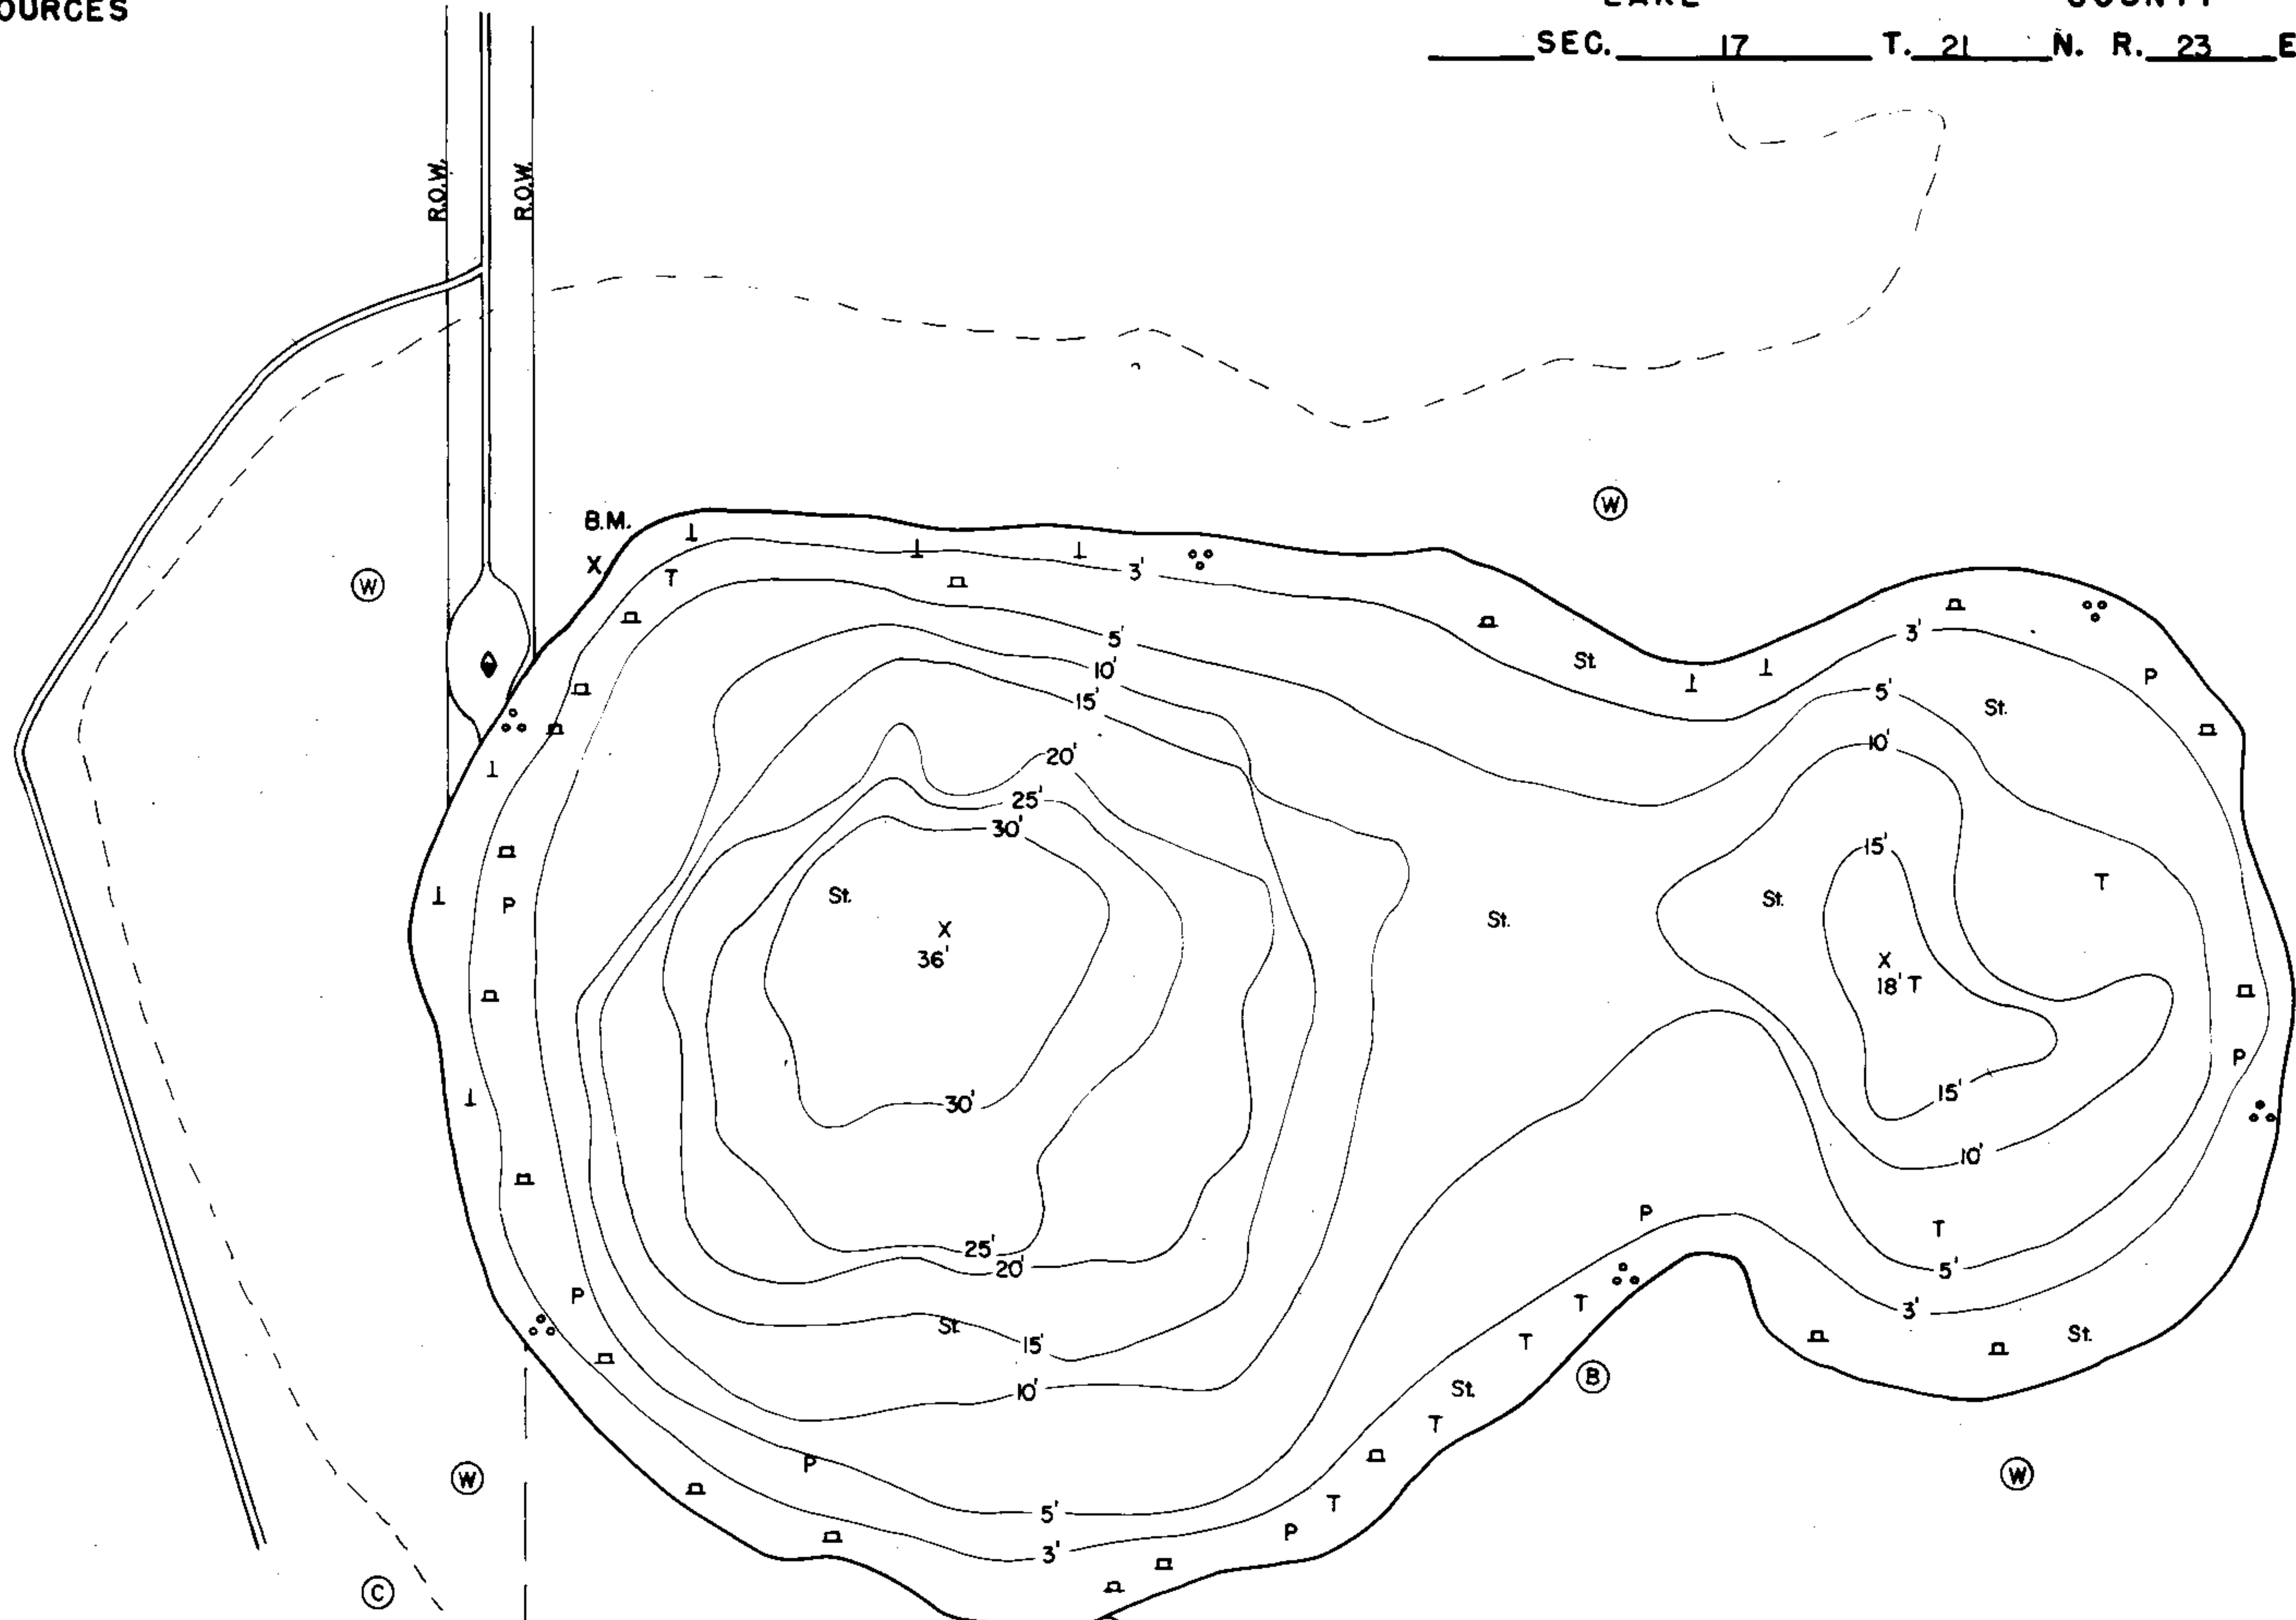 SEC. 17 T. 21 N. R. 23 E
R.O.W. R.O.W.
W
B.M.
X
W
T
3'
3'
St.
P
5'
10'
5'
15'
St.
10'
20'
25'
30'
15'
St.
T
St.
P
St.
X
36'
X
18' T
P
15'
30'
10'
P
T
25'
20'
5'
P
T
3'
St.
15'
T
St.
10'
B
St.
T
P
W
W
T
5'
P
3'
C